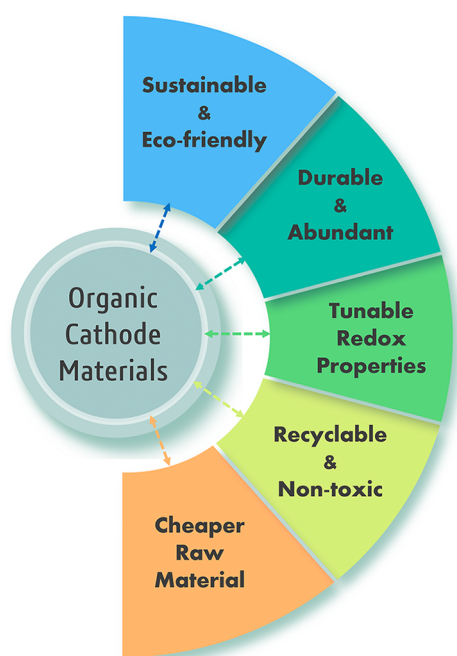 Sustainable
&
Eco-friendly
Durable
&
Abundant
Organic
Cathode
Materials
Tunable
Redox
Properties
Recyclable
&
Non-toxic
Cheaper
Raw
Material